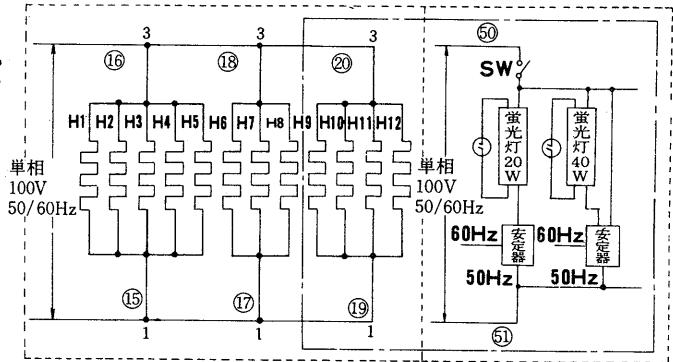 3 3 3
⑯ ⑱ ⑳ ㊿
SW
H1 H2 H3 H4 H5 H6 H7 H8 H9 H10 H11 H12
単相
100V
50/60Hz
単相
100V
50/60Hz
蛍光灯20W
蛍光灯40W
60Hz 安定器 60Hz 安定器
50Hz 50Hz
⑮ ⑰ ⑲
1 1 1
51